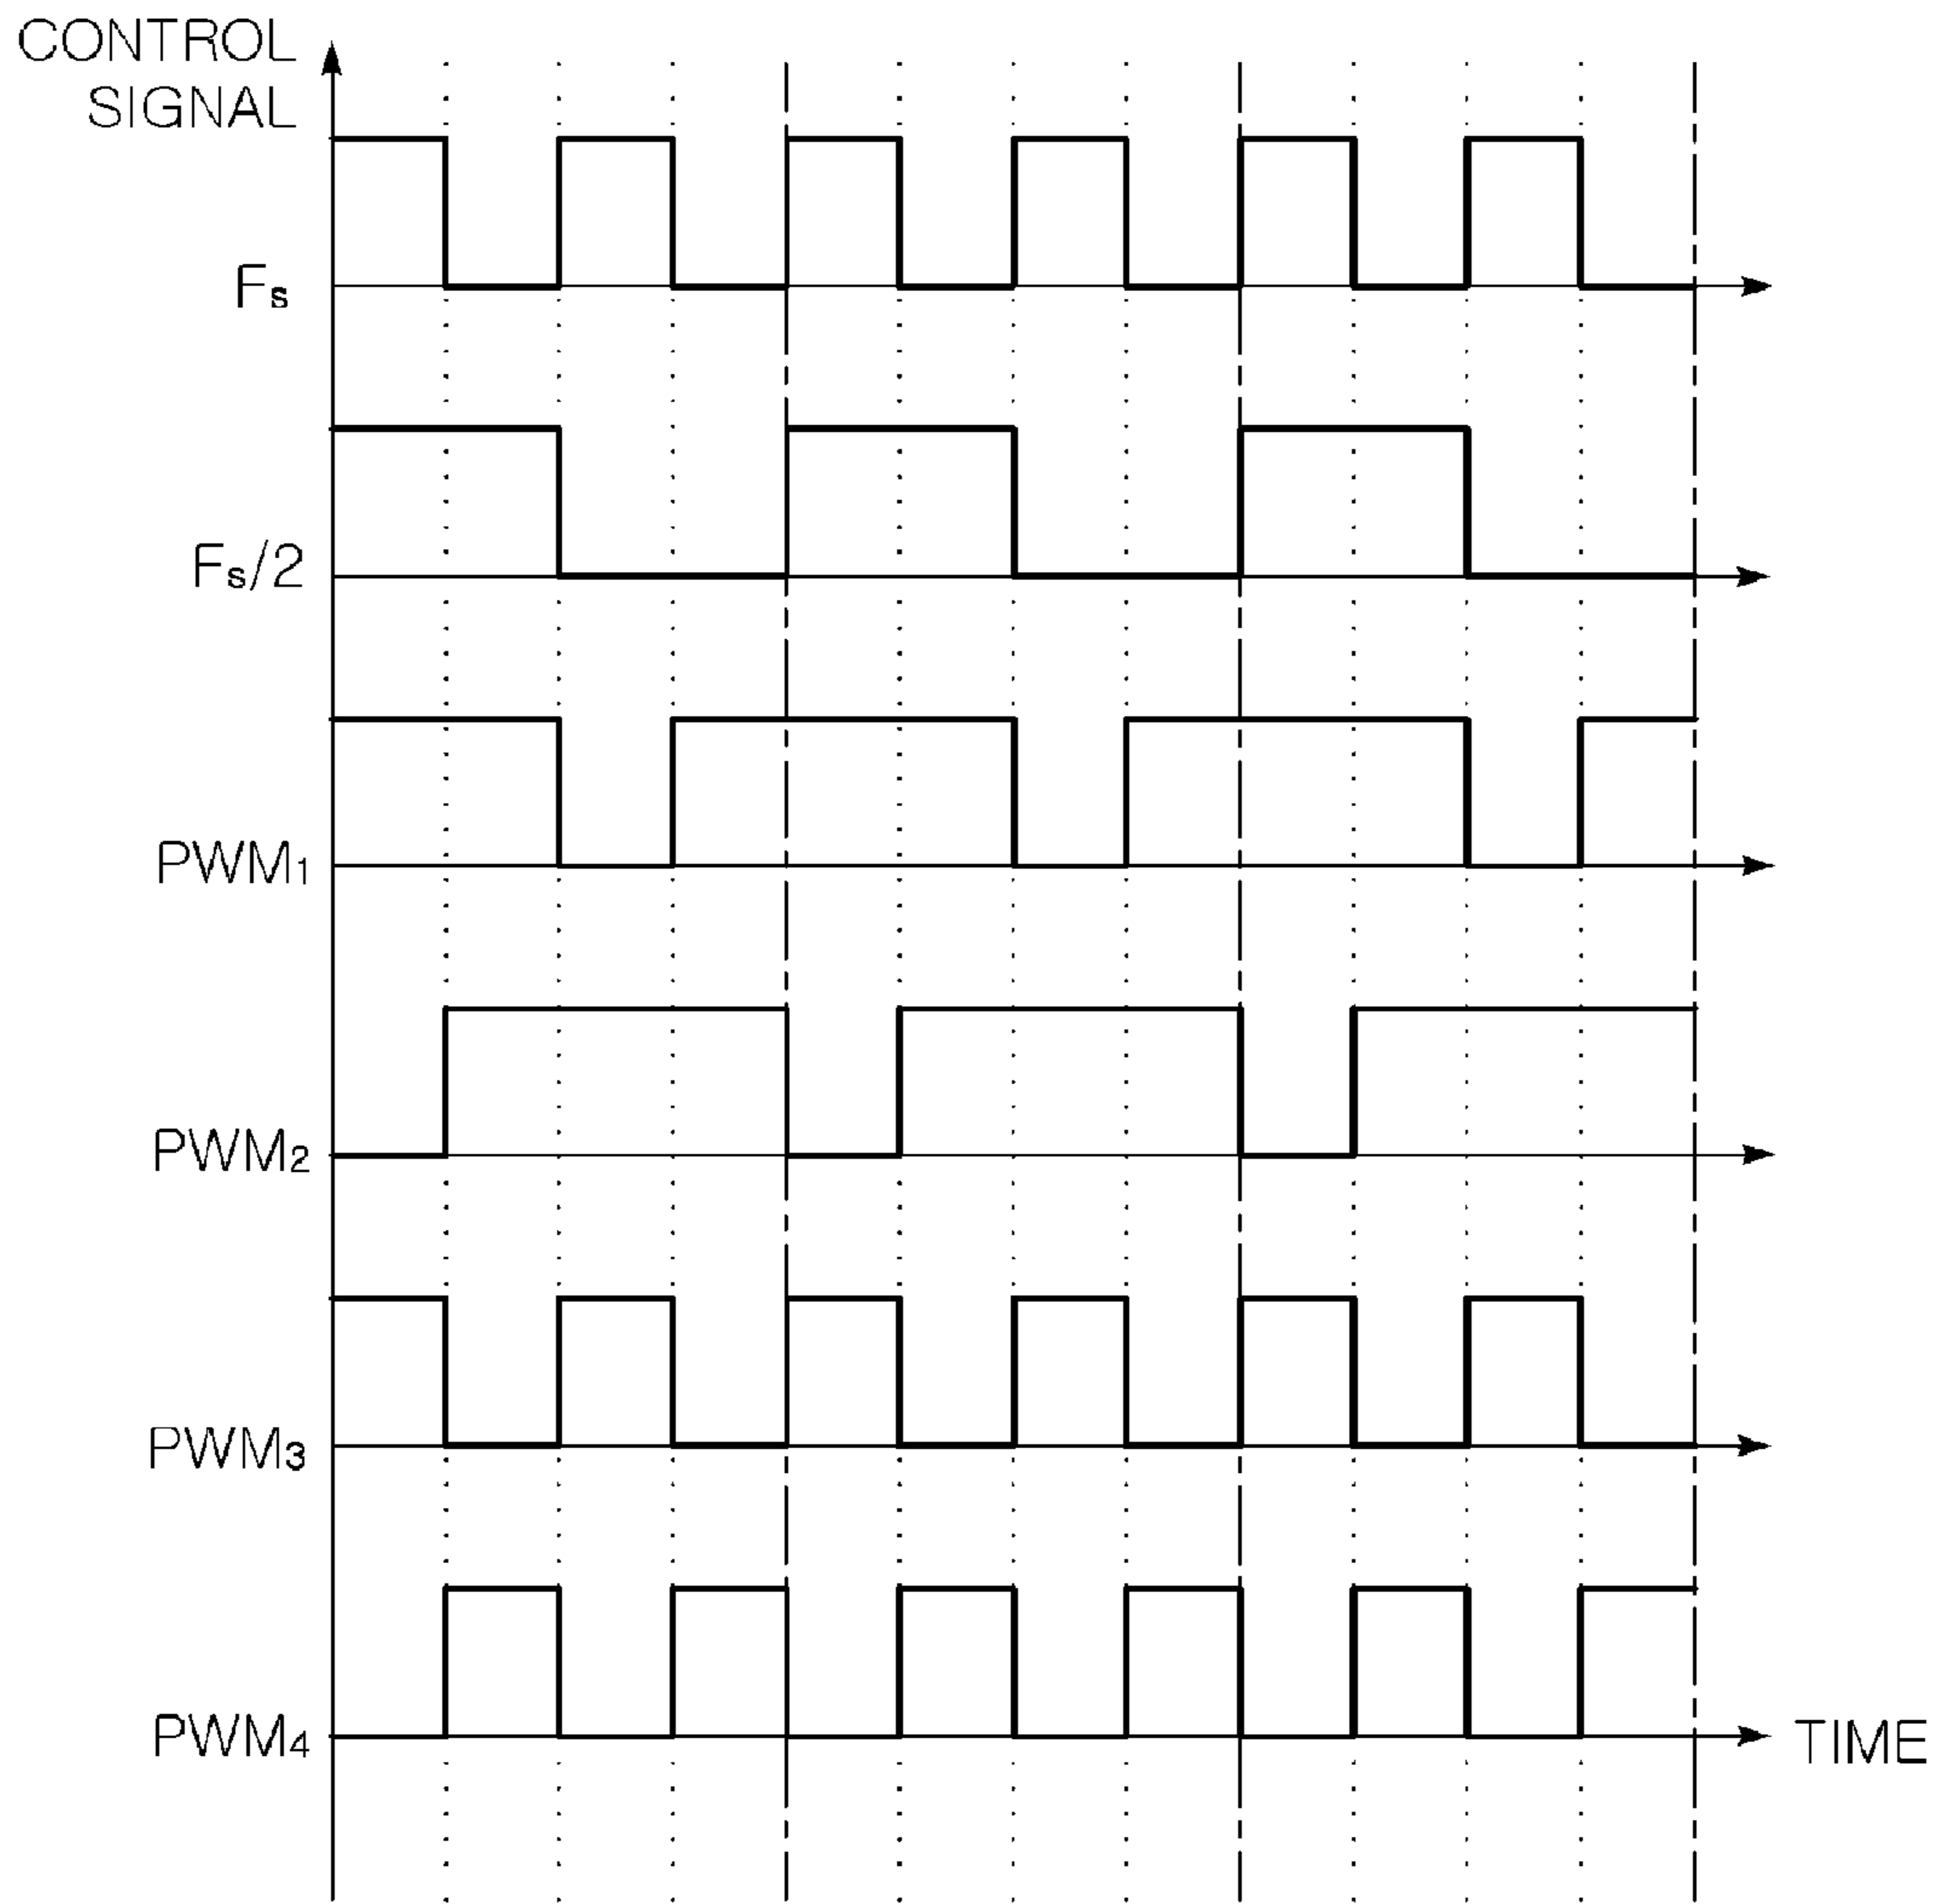 CONTROL
SIGNAL
Fs
Fs/2
PWM1
PWM2
PWM3
PWM4
TIME